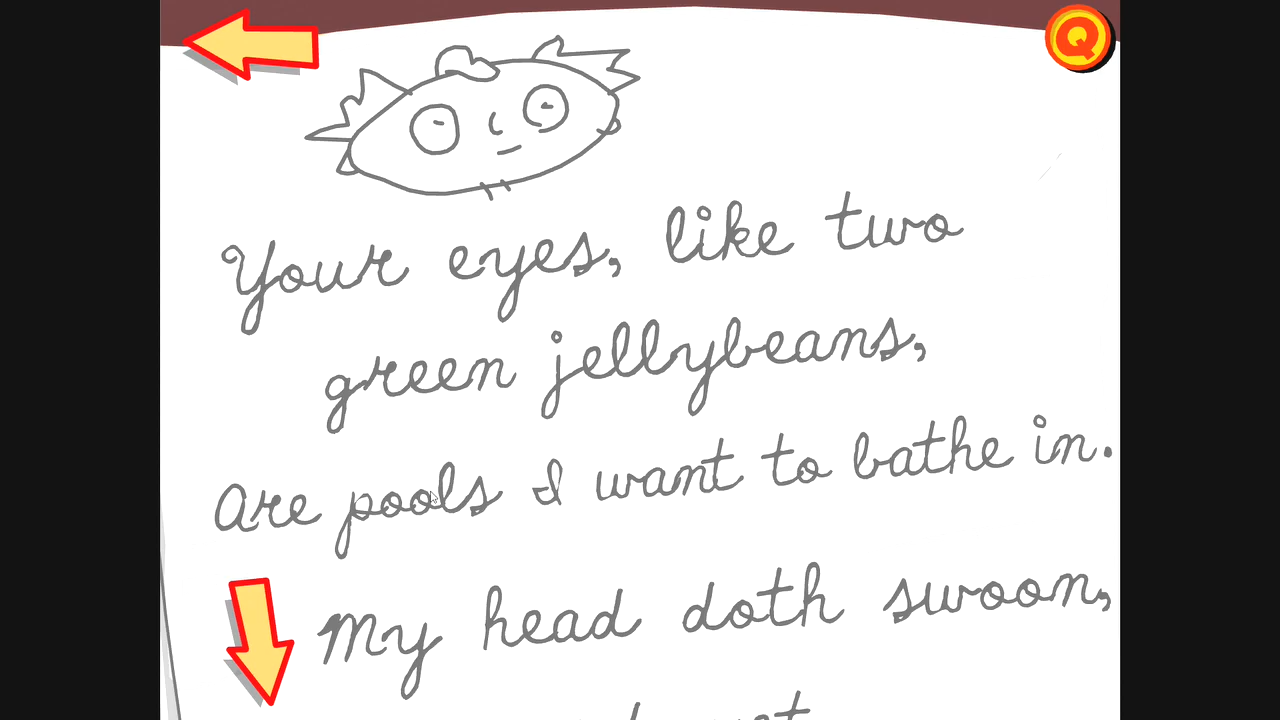 Q
Your eyes, like two
green jellybeans,
Are pools I want to bathe in.
My head doth swoon,